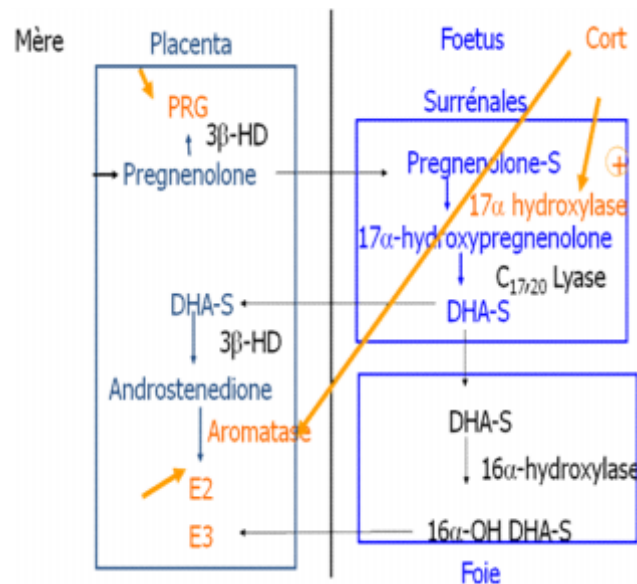 Mère
Placenta
Foetus
Cort
Surrénales
PRG
3β-HD
Pregnenolone
Pregnenolone-S
+
17α hydroxylase
17α-hydroxypregnenolone
C17,20 Lyase
DHA-S
DHA-S
3β-HD
Androstenedione
Aromatase
E2
E3
DHA-S
16α-hydroxylase
16α-OH DHA-S
Foie